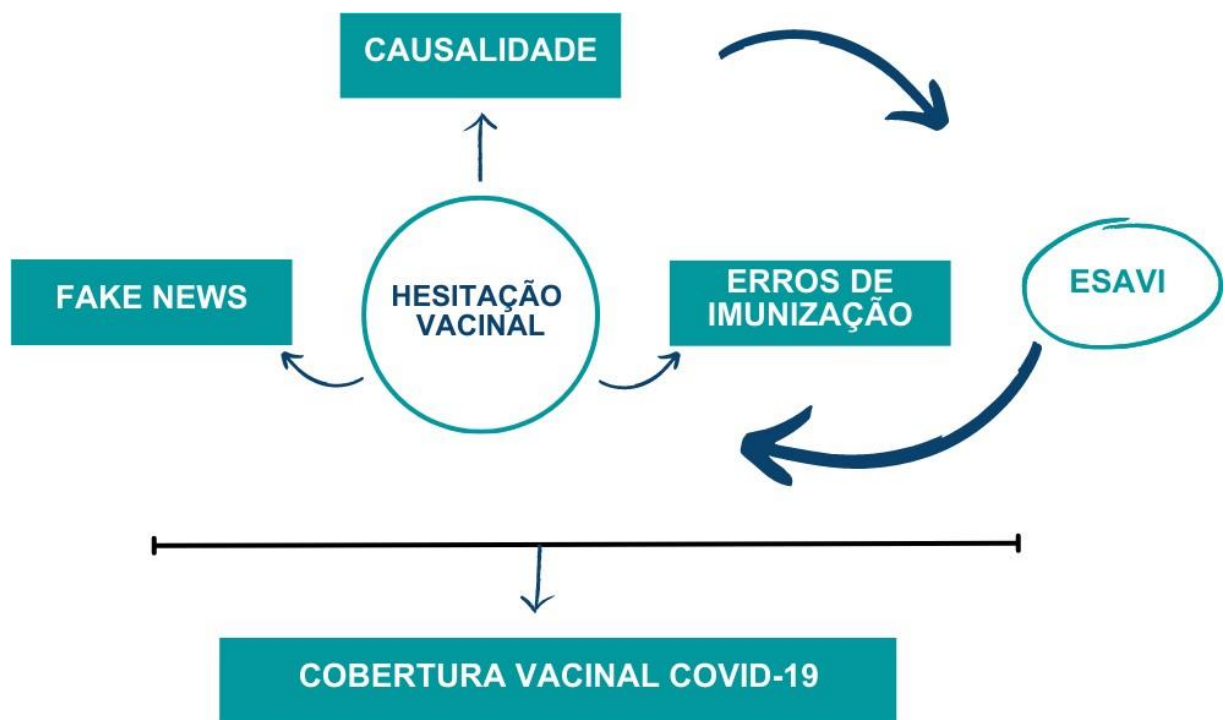 CAUSALIDADE
FAKE NEWS
HESITAÇÃO
VACINAL
ERROS DE
IMUNIZAÇÃO
ESAVI
COBERTURA VACINAL COVID-19